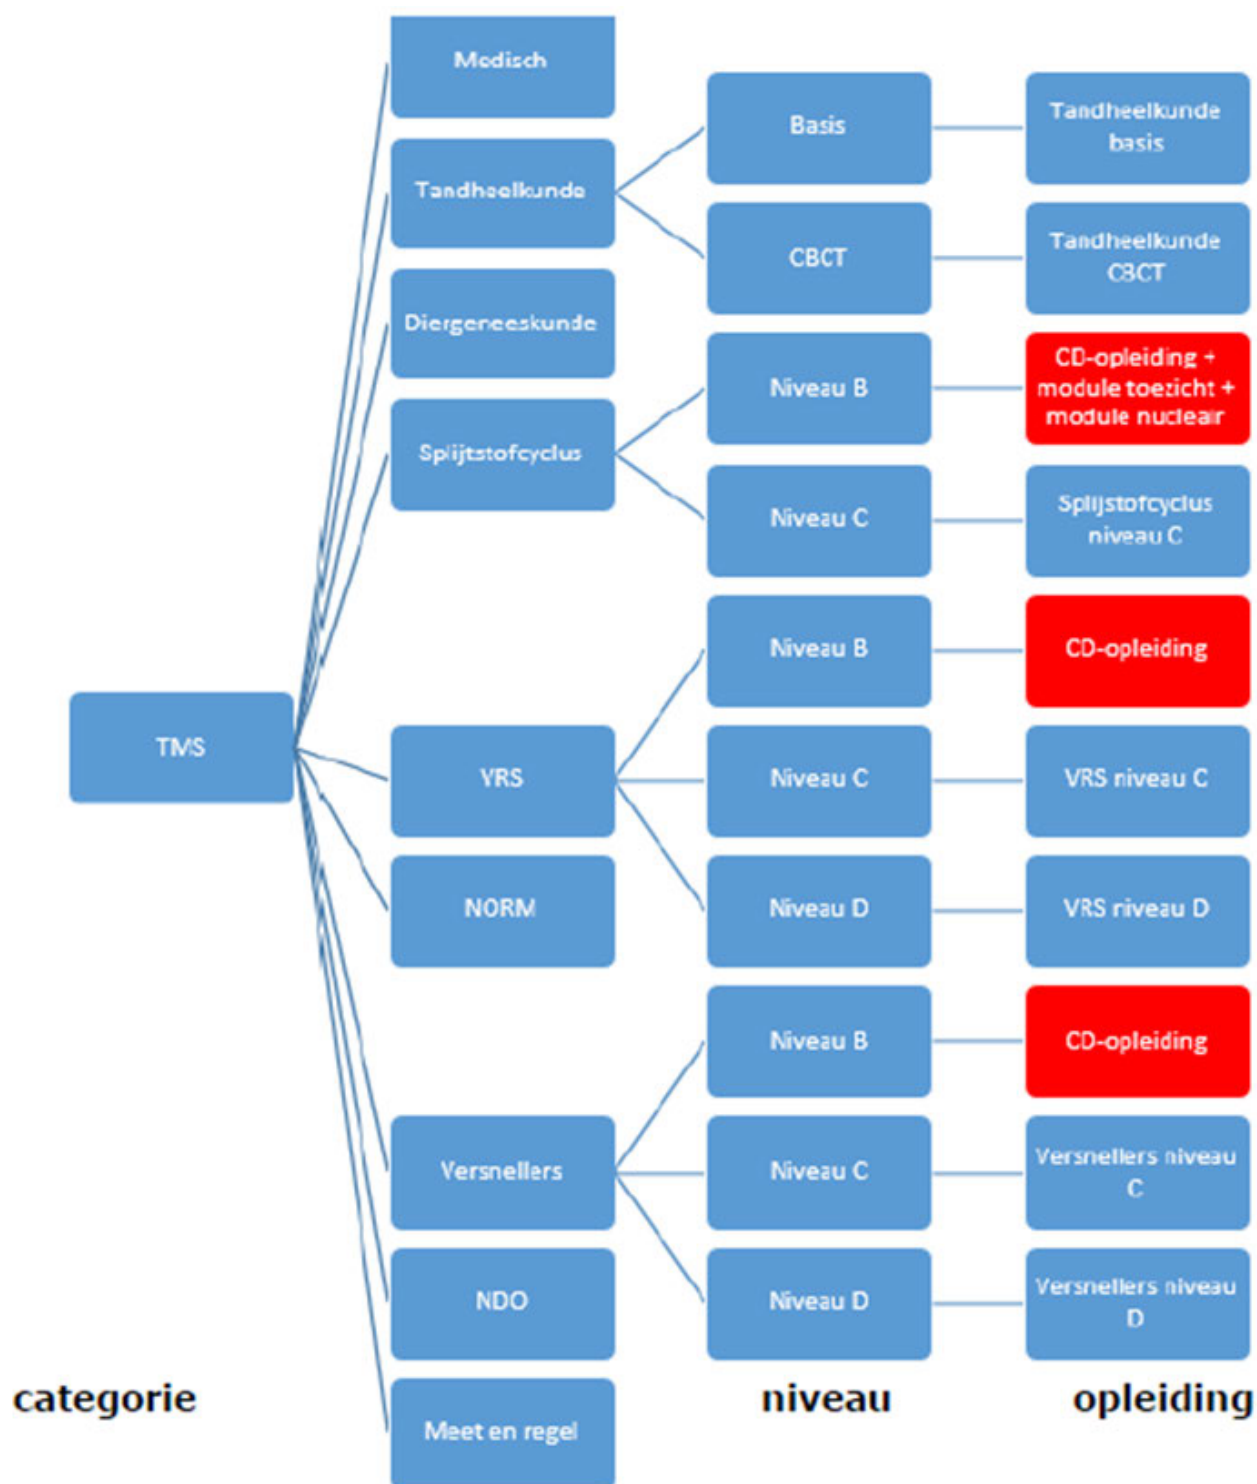 Medisch
Tandheelkunde
Basis
Tandheelkunde
basis
CBCT
Tandheelkunde
CBCT
Diergeneeskunde
Splijtstofcyclus
Niveau B
CD-opleiding +
module toezicht +
module nucleair
Niveau C
Splijstofcyclus
niveau C
TMS
VRS
Niveau B
CD-opleiding
Niveau C
VRS niveau C
Niveau D
VRS niveau D
NORM
Versnellers
Niveau B
CD-opleiding
Niveau C
Versnellers niveau
C
Niveau D
Versnellers niveau
D
NDO
Meet en regel
categorie
niveau
opleiding